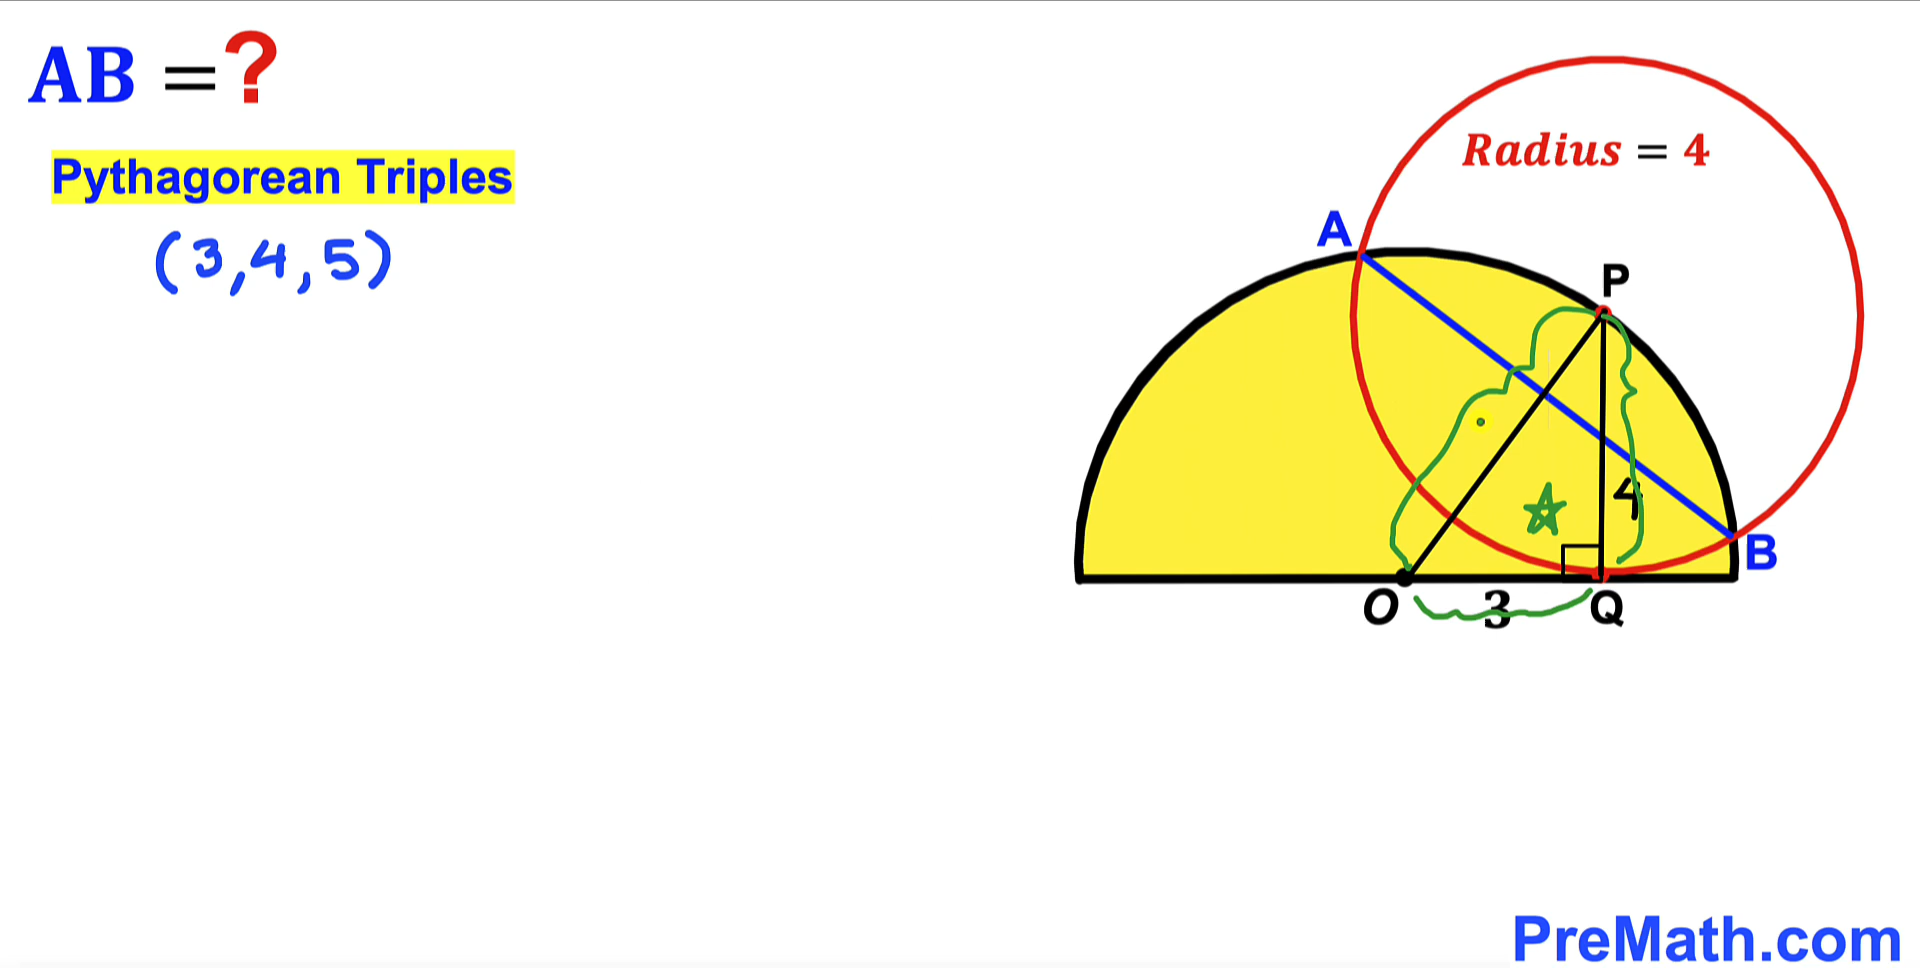 AB = ?
Pythagorean Triples
(3,4,5)
Radius = 4
A
P
4
B
O
3
Q
PreMath.com